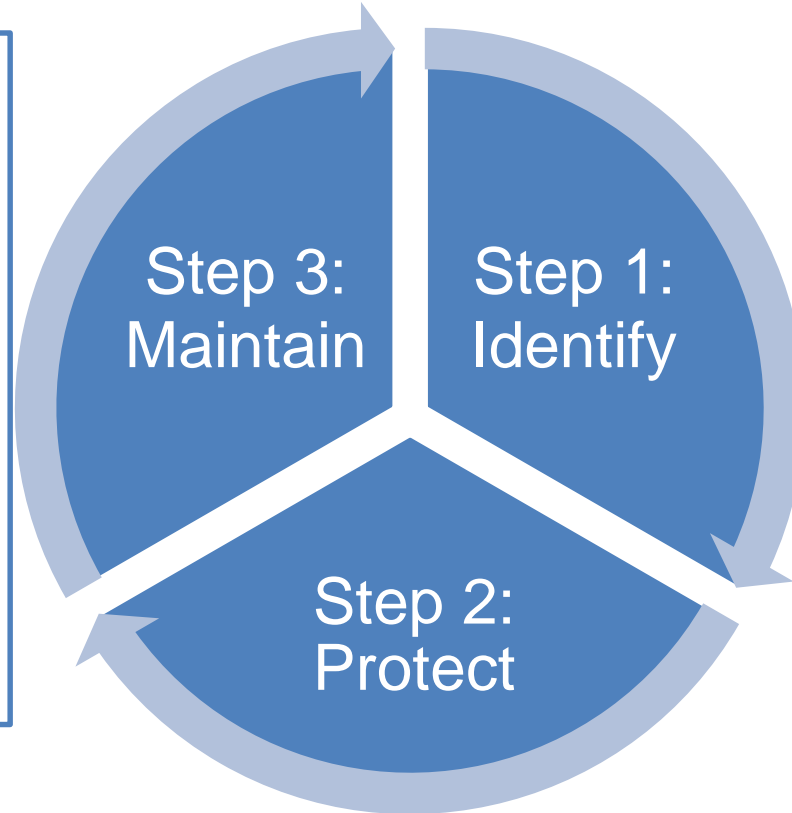 Step 1:
Identify
Step 2:
Protect
Step 3:
Maintain